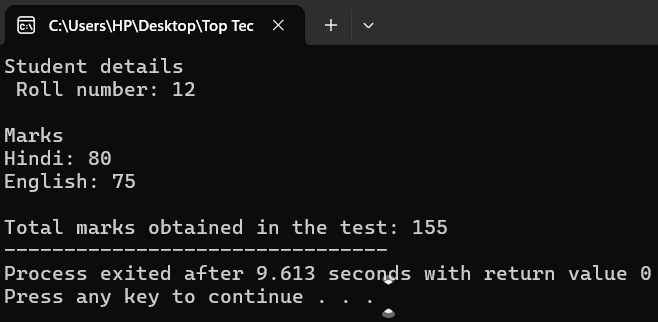 C:\Users\HP\Desktop\Top Tec
Student details
Roll number: 12
Marks
Hindi: 80
English: 75
Total marks obtained in the test: 155
--------------------------------
Process exited after 9.613 seconds with return value 0
Press any key to continue . . .